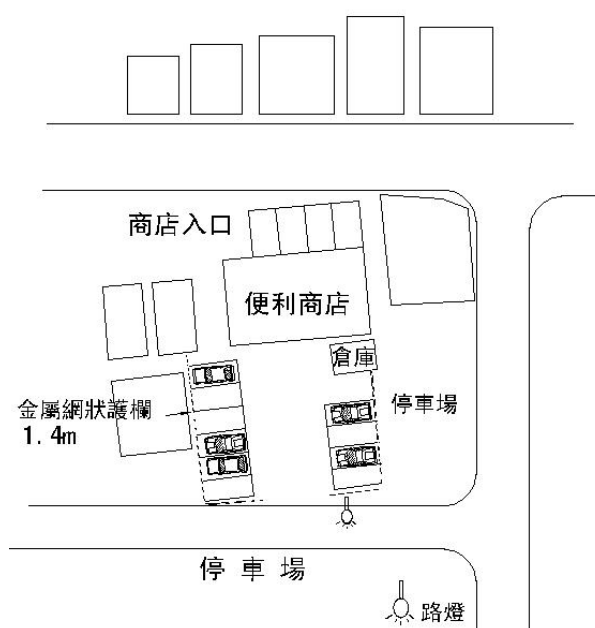 商店入口
便利商店
倉庫
金屬網狀護欄
1.4m
停車場
停車場
路燈